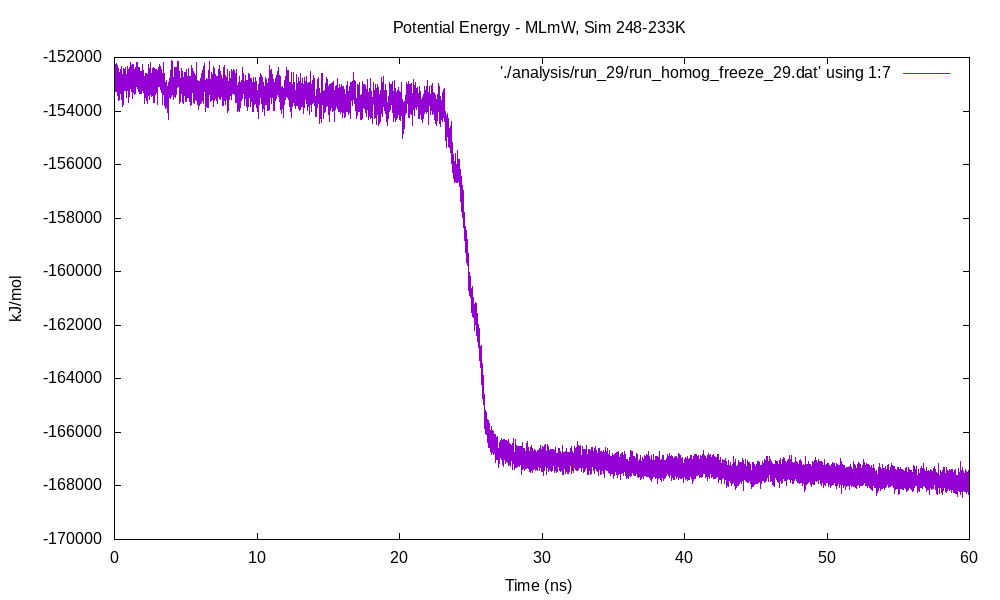 Potential Energy - MLmW, Sim 248-233K
'./analysis/run_29/run_homog_freeze_29.dat' using 1:7
-152000
-154000
-156000
-158000
-160000
-162000
-164000
-166000
-168000
-170000
kJ/mol
0 10 20 30 40 50 60
Time (ns)